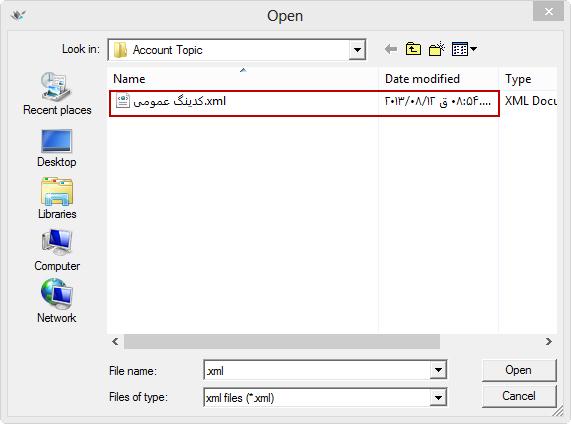 Open
Look in: Account Topic
Name Date modified Type
کدینگ عمومی.xml ۲۰۱۳/۰۸/۱۲ ق ۰۸:۵۴.... XML Docu
Recent places
Desktop
Libraries
Computer
Network
File name: .xml Open
Files of type: xml files (*.xml) Cancel